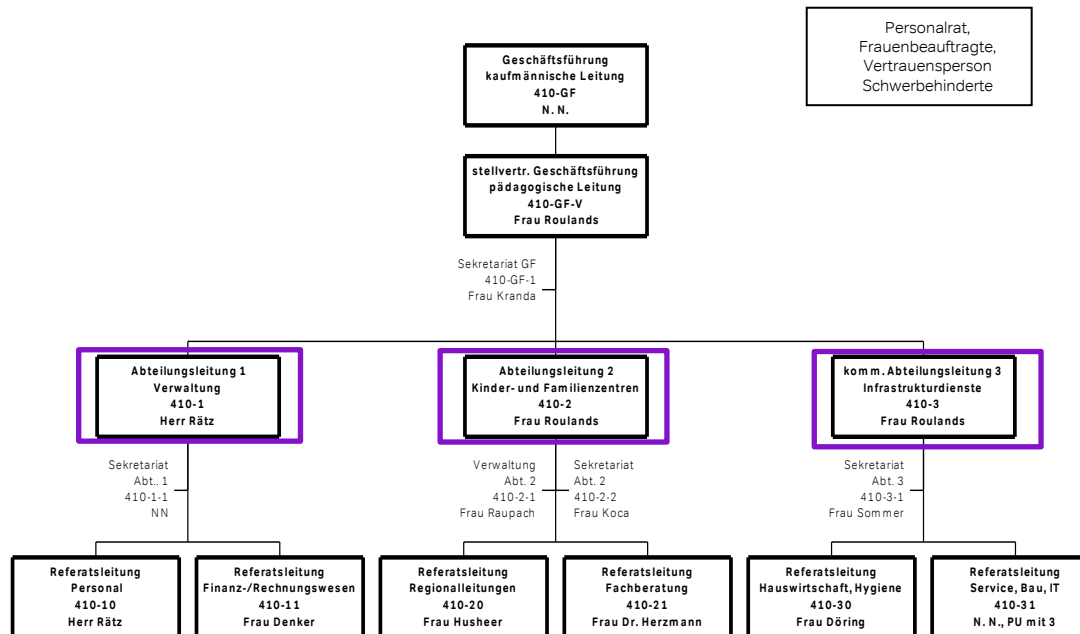 Personalrat,
Frauenbeauftragte,
Vertrauensperson
Schwerbehinderte
Geschäftsführung
kaufmännische Leitung
410-GF
N. N.
stellvertr. Geschäftsführung
pädagogische Leitung
410-GF-V
Frau Roulands
Sekretariat GF
410-GF-1
Frau Kranda
Abteilungsleitung 1
Verwaltung
410-1
Herr Rätz
Abteilungsleitung 2
Kinder- und Familienzentren
410-2
Frau Roulands
komm. Abteilungsleitung 3
Infrastrukturdienste
410-3
Frau Roulands
Sekretariat
Abt.. 1
410-1-1
NN
Verwaltung
Abt. 2
410-2-1
Frau Raupach
Sekretariat
Abt. 2
410-2-2
Frau Koca
Sekretariat
Abt. 3
410-3-1
Frau Sommer
Referatsleitung
Personal
410-10
Herr Rätz
Referatsleitung
Finanz-/Rechnungswesen
410-11
Frau Denker
Referatsleitung
Regionalleitungen
410-20
Frau Husheer
Referatsleitung
Fachberatung
410-21
Frau Dr. Herzmann
Referatsleitung
Hauswirtschaft, Hygiene
410-30
Frau Döring
Referatsleitung
Service, Bau, IT
410-31
N. N., PU mit 3